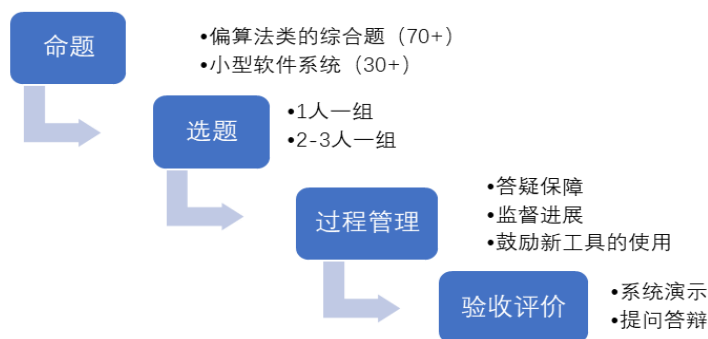 命题
•偏算法类的综合题（70+）
•小型软件系统（30+）
选题
•1人一组
•2-3人一组
过程管理
•答疑保障
•监督进展
•鼓励新工具的使用
验收评价
•系统演示
•提问答辩